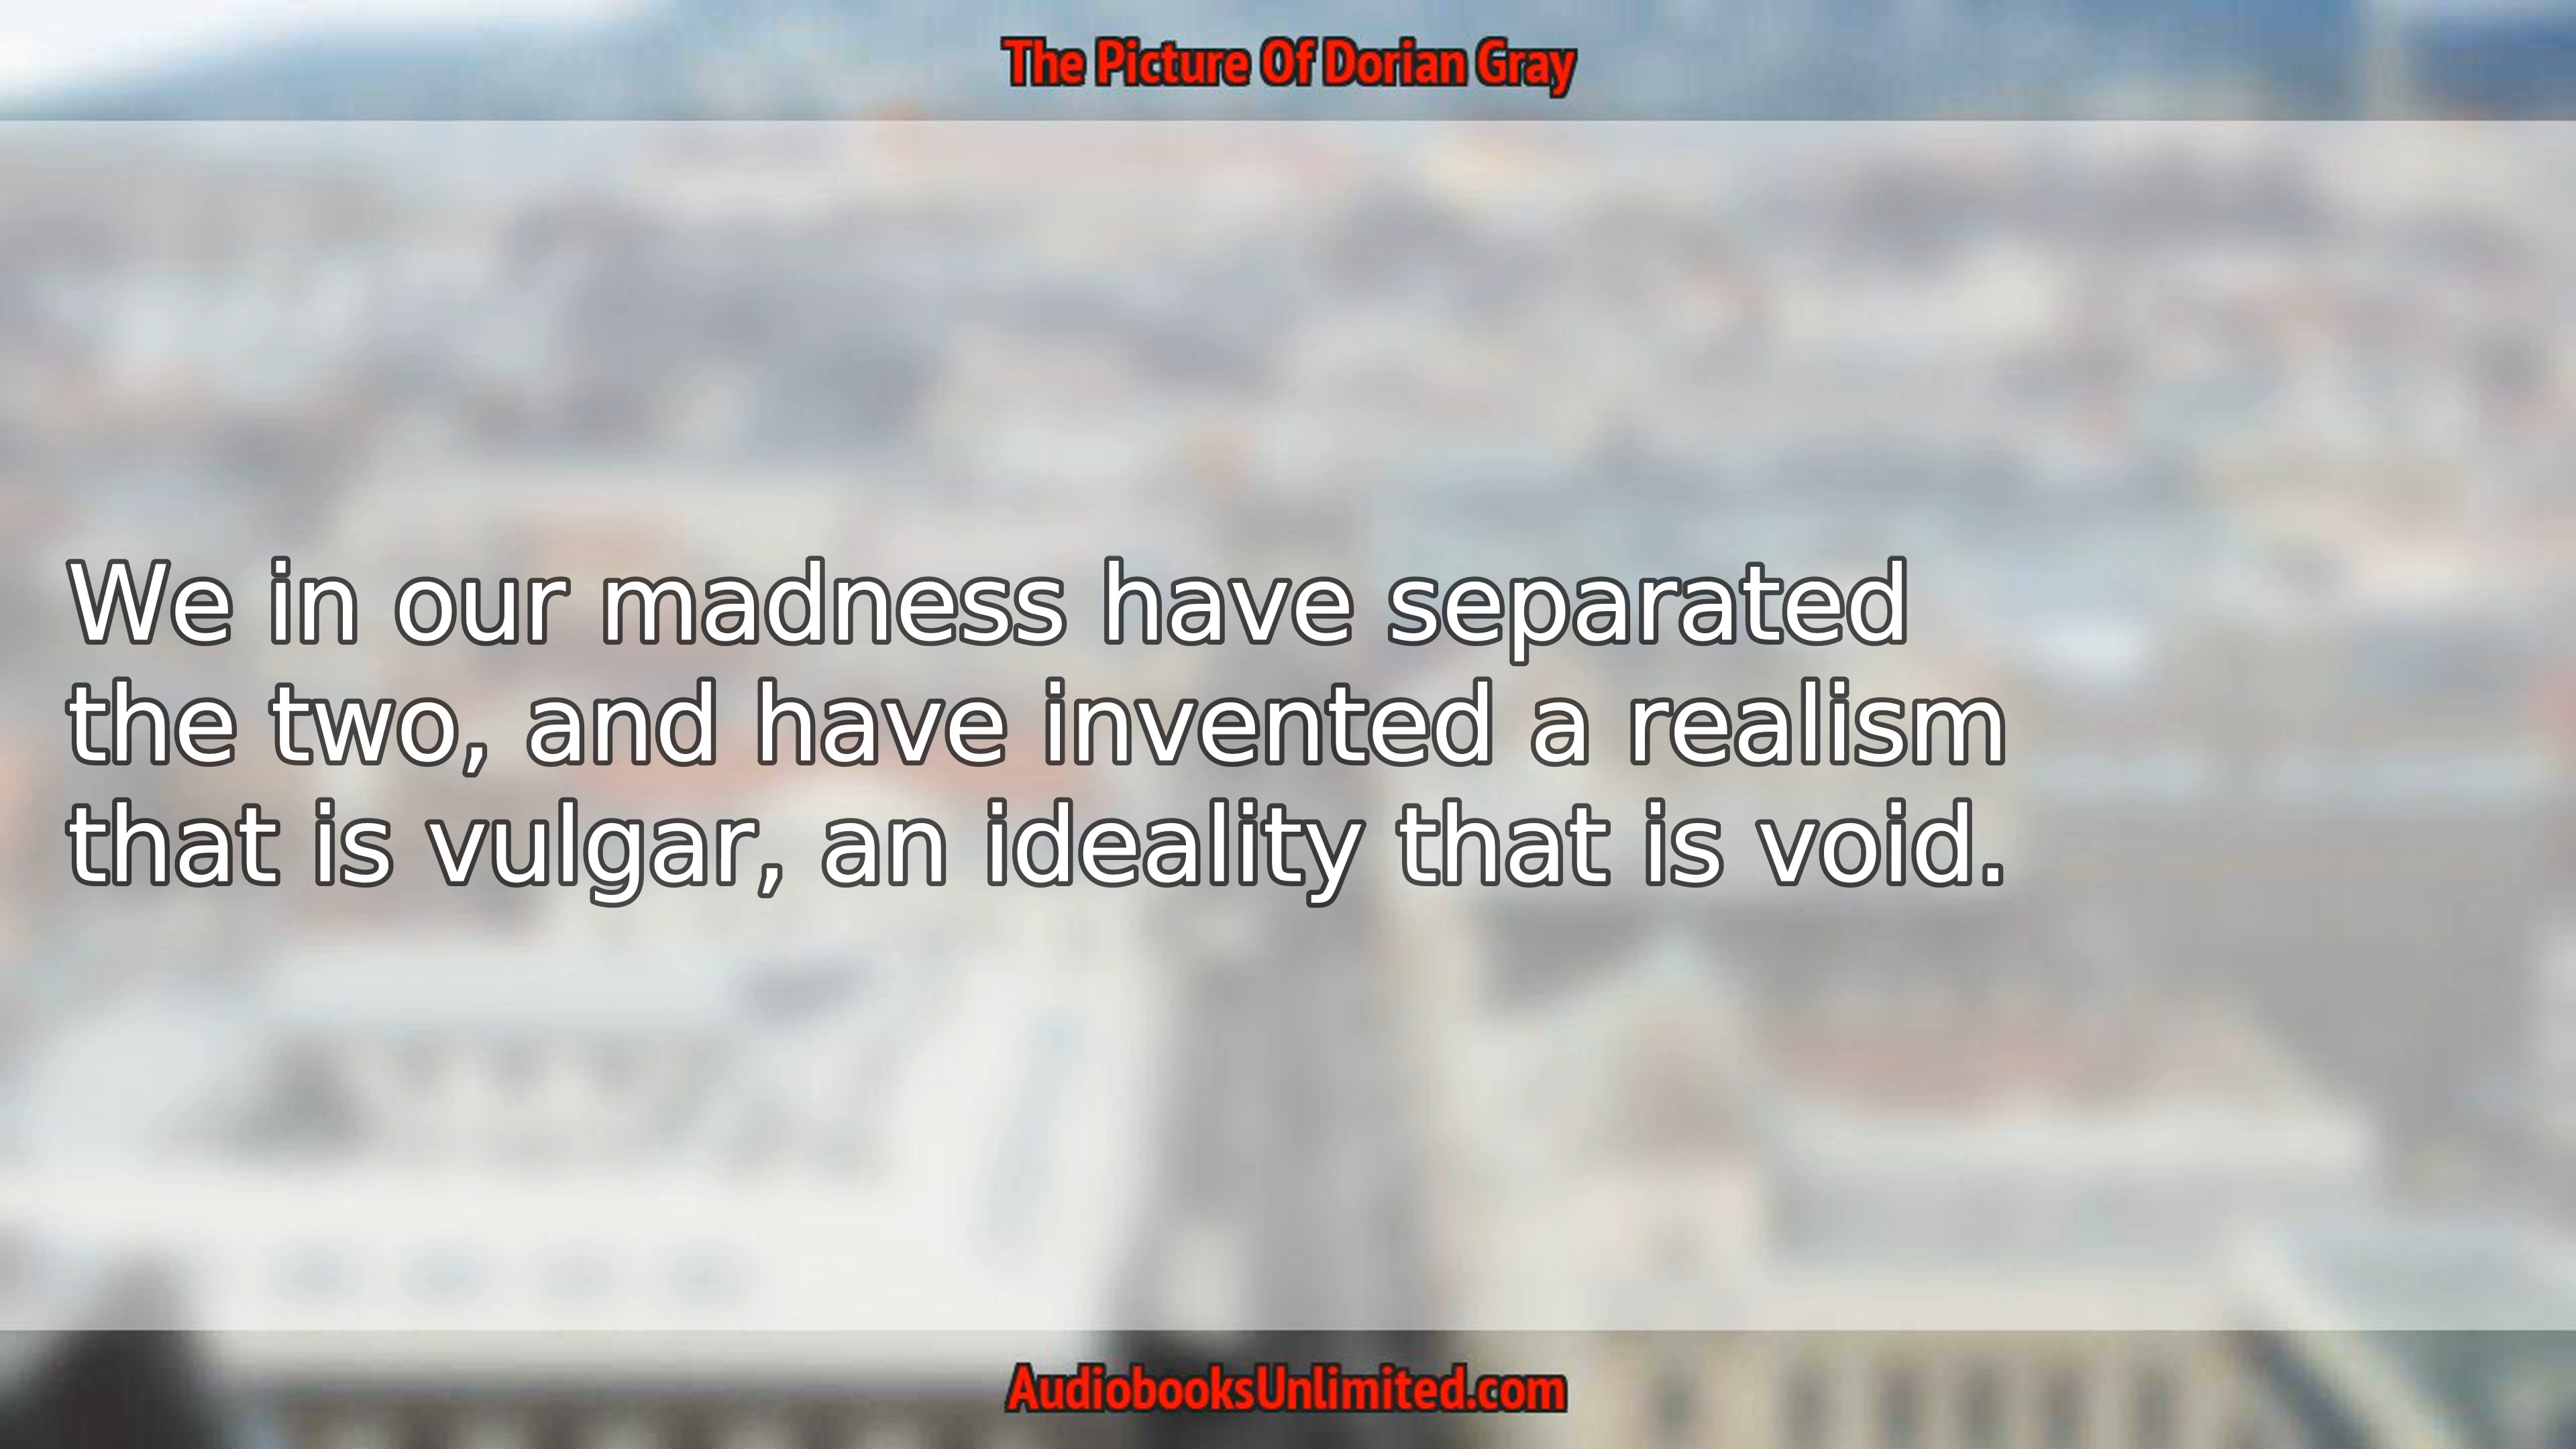 The Picture Of Dorian Gray
We in our madness have separated
the two, and have invented a realism
that is vulgar, an ideality that is void.
AudiobooksUnlimited.com